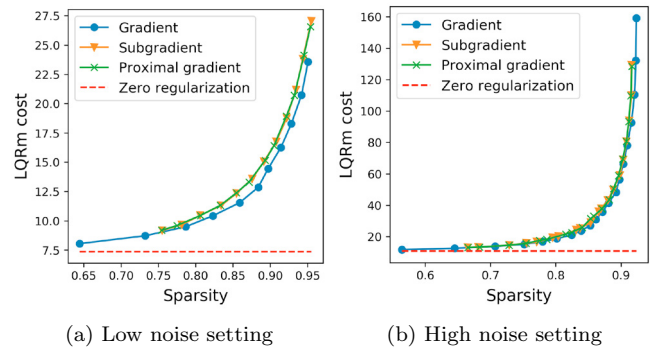 27.5
25.0
22.5
20.0
17.5
15.0
12.5
10.0
7.5
LQRm cost
Gradient
Subgradient
Proximal gradient
Zero regularization
0.65 0.70 0.75 0.80 0.85 0.90 0.95
Sparsity
(a) Low noise setting
160
140
120
100
80
60
40
20
LQRm cost
Gradient
Subgradient
Proximal gradient
Zero regularization
0.6 0.7 0.8 0.9
Sparsity
(b) High noise setting